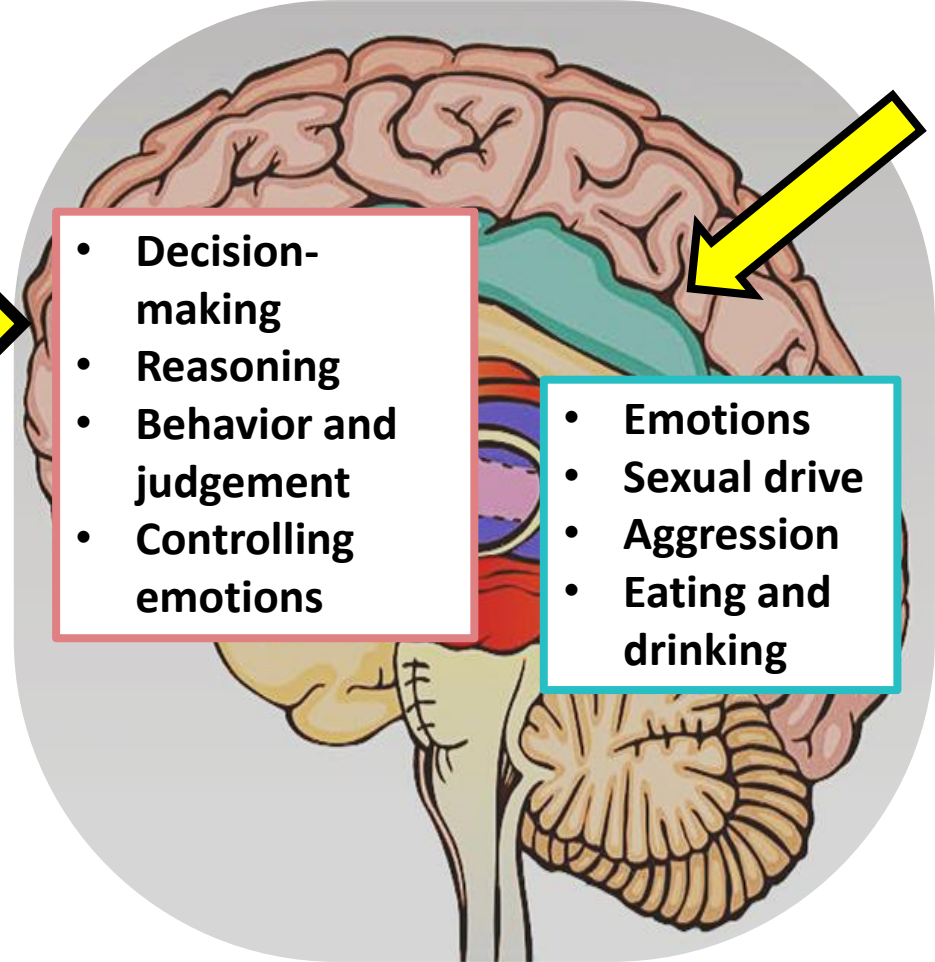 • Decision-
making
• Reasoning
• Behavior and
judgement
• Controlling
emotions
• Emotions
• Sexual drive
• Aggression
• Eating and
drinking